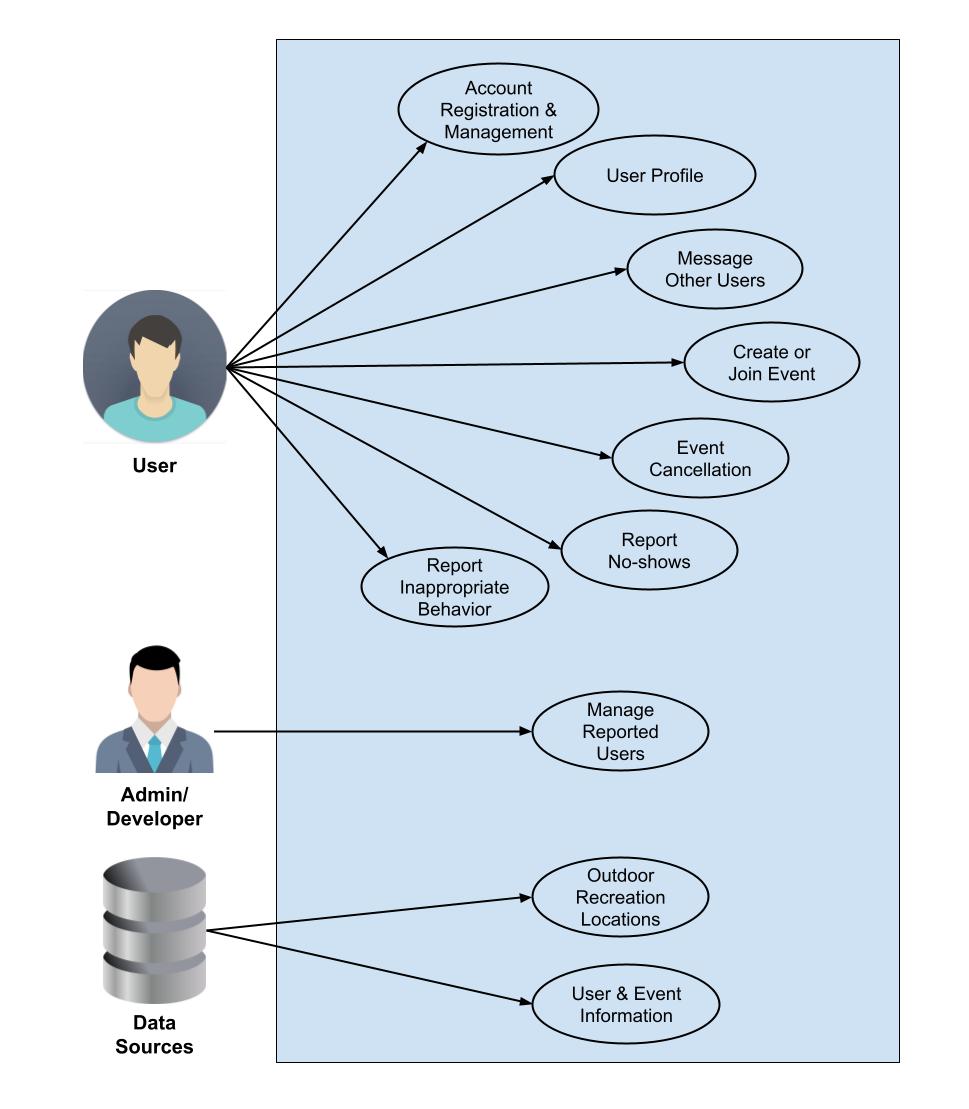 Account
Registration &
Management
User Profile
Message
Other Users
Create or
Join Event
Event
Cancellation
Report
No-shows
Report
Inappropriate
Behavior
User
Manage
Reported
Users
Admin/
Developer
Outdoor
Recreation
Locations
User & Event
Information
Data
Sources